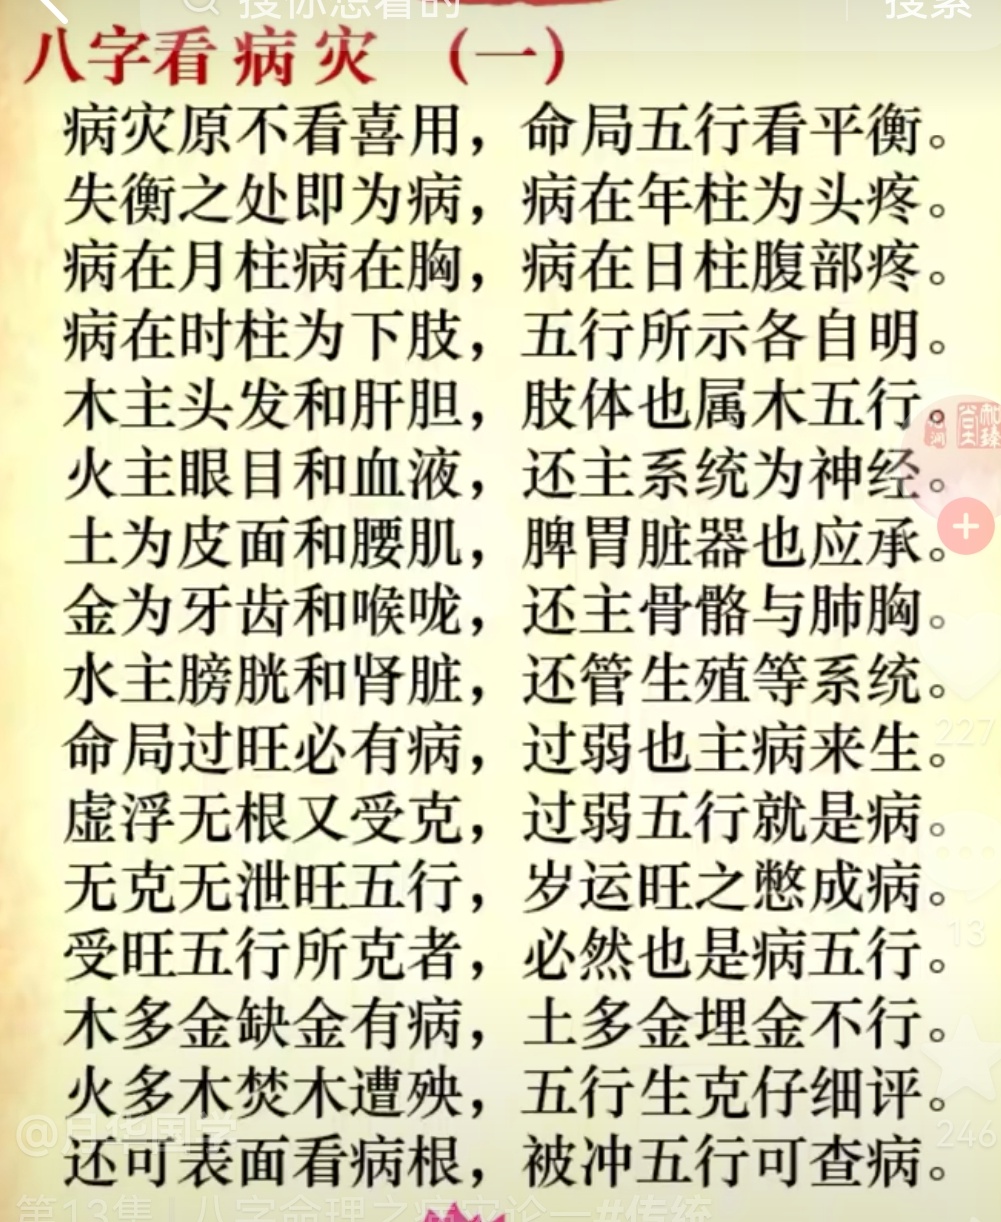 搜你想看的
搜索
八字看病灾 （一）
病灾原不看喜用，命局五行看平衡。
失衡之处即为病，病在年柱为头疼。
病在月柱病在胸，病在日柱腹部疼。
病在时柱为下肢，五行所示各自明。
木主头发和肝胆，肢体也属木五行。
火主眼目和血液，还主系统为神经。
土为皮面和腰肌，脾胃脏器也应承。
金为牙齿和喉咙，还主骨骼与肺胸。
水主膀胱和肾脏，还管生殖等系统。
命局过旺必有病，过弱也主病来生。
227
虚浮无根又受克，过弱五行就是病。
无克无泄旺五行，岁运旺之憋成病。
13
受旺五行所克者，必然也是病五行。
木多金缺金有病，土多金埋金不行。
火多木焚木遭殃，五行生克仔细评。
@月华国学
246
还可表面看病根，被冲五行可查病。
第13集 | 八字命理之病灾论一#传统